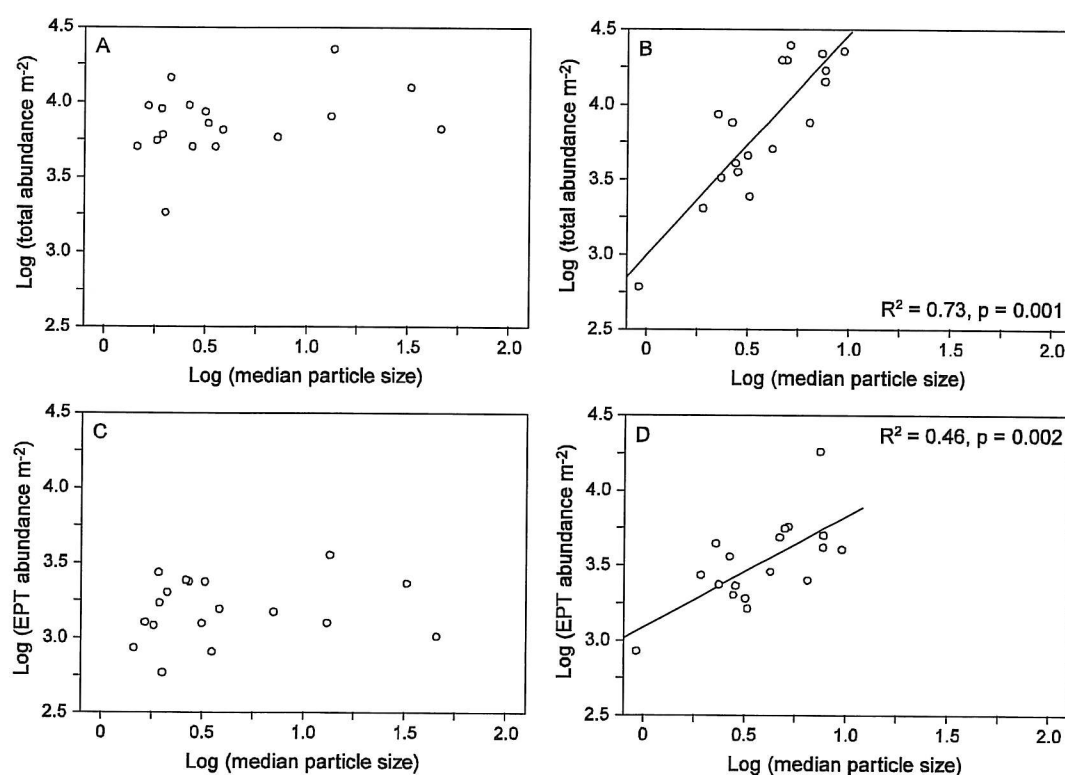 A
Log (total abundance m⁻²)
4.5
4.0
3.5
3.0
2.5
0 0.5 1.0 1.5 2.0
Log (median particle size)
B
Log (total abundance m⁻²)
4.5
4.0
3.5
3.0
2.5
R² = 0.73, p = 0.001
0 0.5 1.0 1.5 2.0
Log (median particle size)
C
Log (EPT abundance m⁻²)
4.5
4.0
3.5
3.0
2.5
0 0.5 1.0 1.5 2.0
Log (median particle size)
D
R² = 0.46, p = 0.002
Log (EPT abundance m⁻²)
4.5
4.0
3.5
3.0
2.5
0 0.5 1.0 1.5 2.0
Log (median particle size)